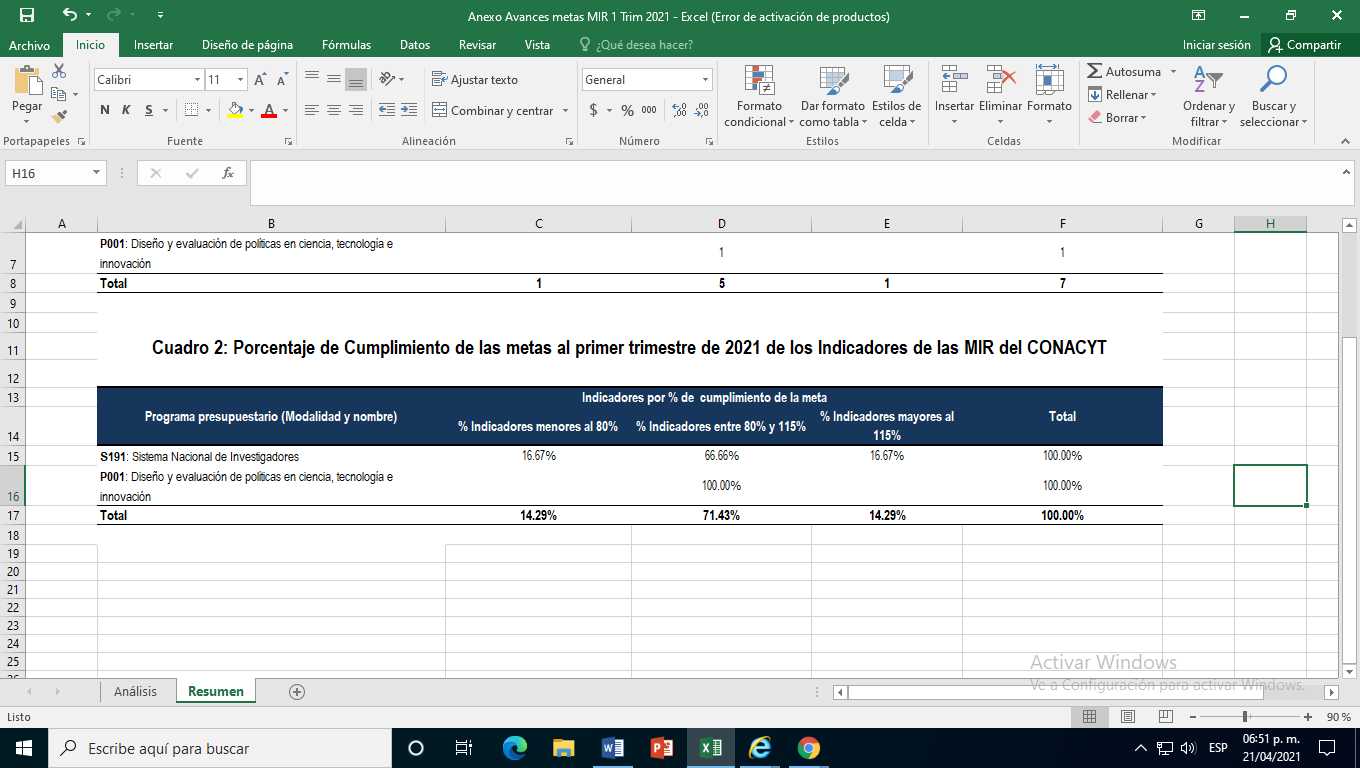 Anexo Avances metas MIR 1 Trim 2021 - Excel (Error de activación de productos)
Archivo Inicio Insertar Diseño de página Fórmulas Datos Revisar Vista ¿Qué desea hacer? Iniciar sesión Compartir
Pegar
Calibri 11
N K S
Ajustar texto
Combinar y centrar
General
$ % 000
Formato condicional
Dar formato como tabla
Estilos de celda
Insertar Eliminar Formato
Autosuma
Rellenar
Borrar
Ordenar y filtrar
Buscar y seleccionar
Portapapeles Fuente Alineación Número Estilos Celdas Modificar
H16 fx
A B C D E F G H
P001: Diseño y evaluación de políticas en ciencia, tecnología e
7 innovación 1 1
8 Total 1 5 1 7
9
10
11 Cuadro 2: Porcentaje de Cumplimiento de las metas al primer trimestre de 2021 de los Indicadores de las MIR del CONACYT
12
13 Indicadores por % de cumplimiento de la meta
14 Programa presupuestario (Modalidad y nombre) % Indicadores menores al 80% % Indicadores entre 80% y 115% % Indicadores mayores al 115% Total
15 S191: Sistema Nacional de Investigadores 16.67% 66.66% 16.67% 100.00%
P001: Diseño y evaluación de políticas en ciencia, tecnología e
16 innovación 100.00% 100.00%
17 Total 14.29% 71.43% 14.29% 100.00%
18
19
20
21
22
23
24
25
Activar Windows
Ve a Configuración para activar Windows.
Análisis Resumen
Listo 90 %
Escribe aquí para buscar
ESP
06:51 p. m.
21/04/2021